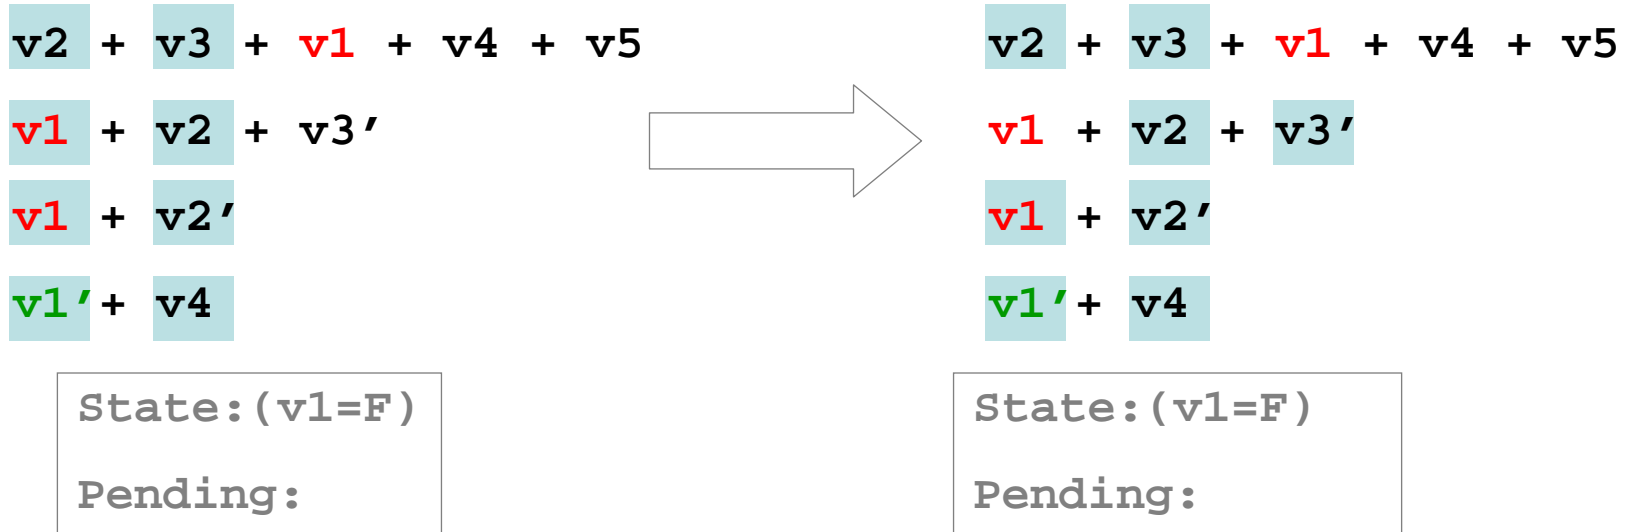 v2 + v3 + v1 + v4 + v5
v1 + v2 + v3′
v1 + v2′
v1′+ v4
State:(v1=F)
Pending:
v2 + v3 + v1 + v4 + v5
v1 + v2 + v3′
v1 + v2′
v1′+ v4
State:(v1=F)
Pending: